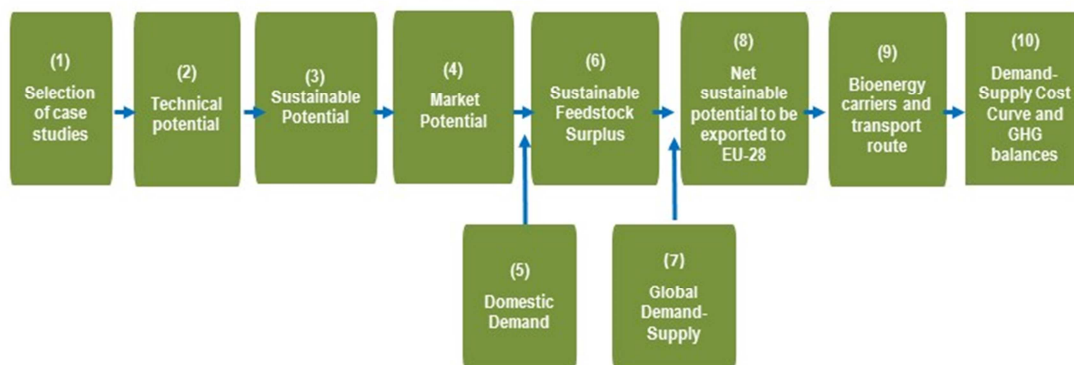 (1)
Selection
of case
studies
(2)
Technical
potential
(3)
Sustainable
Potential
(4)
Market
Potential
(6)
Sustainable
Feedstock
Surplus
(8)
Net
sustainable
potential to be
exported to
EU-28
(9)
Bioenergy
carriers and
transport
route
(10)
Demand-
Supply Cost
Curve and
GHG
balances
(5)
Domestic
Demand
(7)
Global
Demand-
Supply